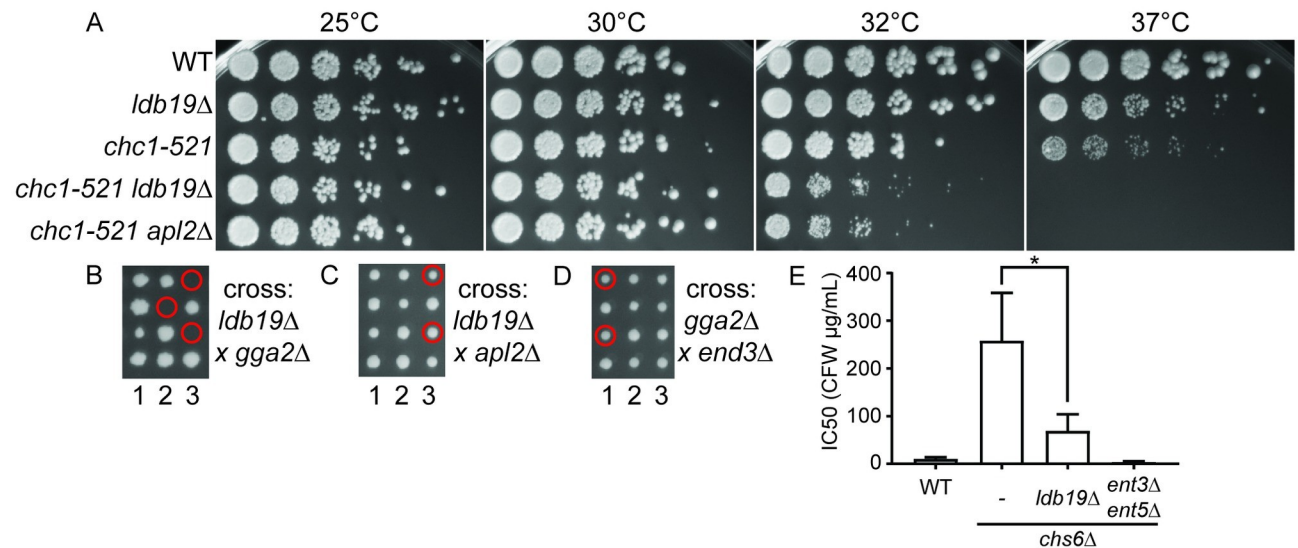 A
25°C
30°C
32°C
37°C
WT
ldb19Δ
chc1-521
chc1-521 ldb19Δ
chc1-521 apl2Δ
B
cross:
ldb19Δ
x gga2Δ
1 2 3
C
cross:
ldb19Δ
x apl2Δ
1 2 3
D
cross:
gga2Δ
x end3Δ
1 2 3
E
IC50 (CFW µg/mL)
400
300
200
100
0
*
WT
-
ldb19Δ
ent3Δ
ent5Δ
chs6Δ